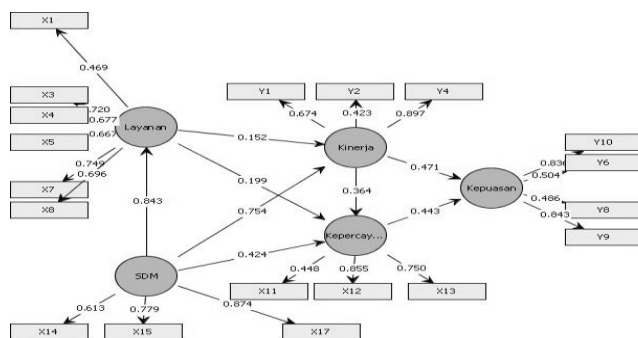 X1
0.469
X3
0.720
X4
0.677
X5
0.667
X7
0.749
X8
0.696
Layanan
0.843
SDM
0.613
X14
0.779
X15
0.874
X17
0.152
0.199
0.754
0.424
Y1
Y2
Y4
0.674
0.423
0.897
Kinerja
0.364
Kepercay...
0.448
0.855
0.750
X11
X12
X13
0.471
0.443
Kepuasan
0.504
0.486
0.843
Y10
Y6
Y8
Y9